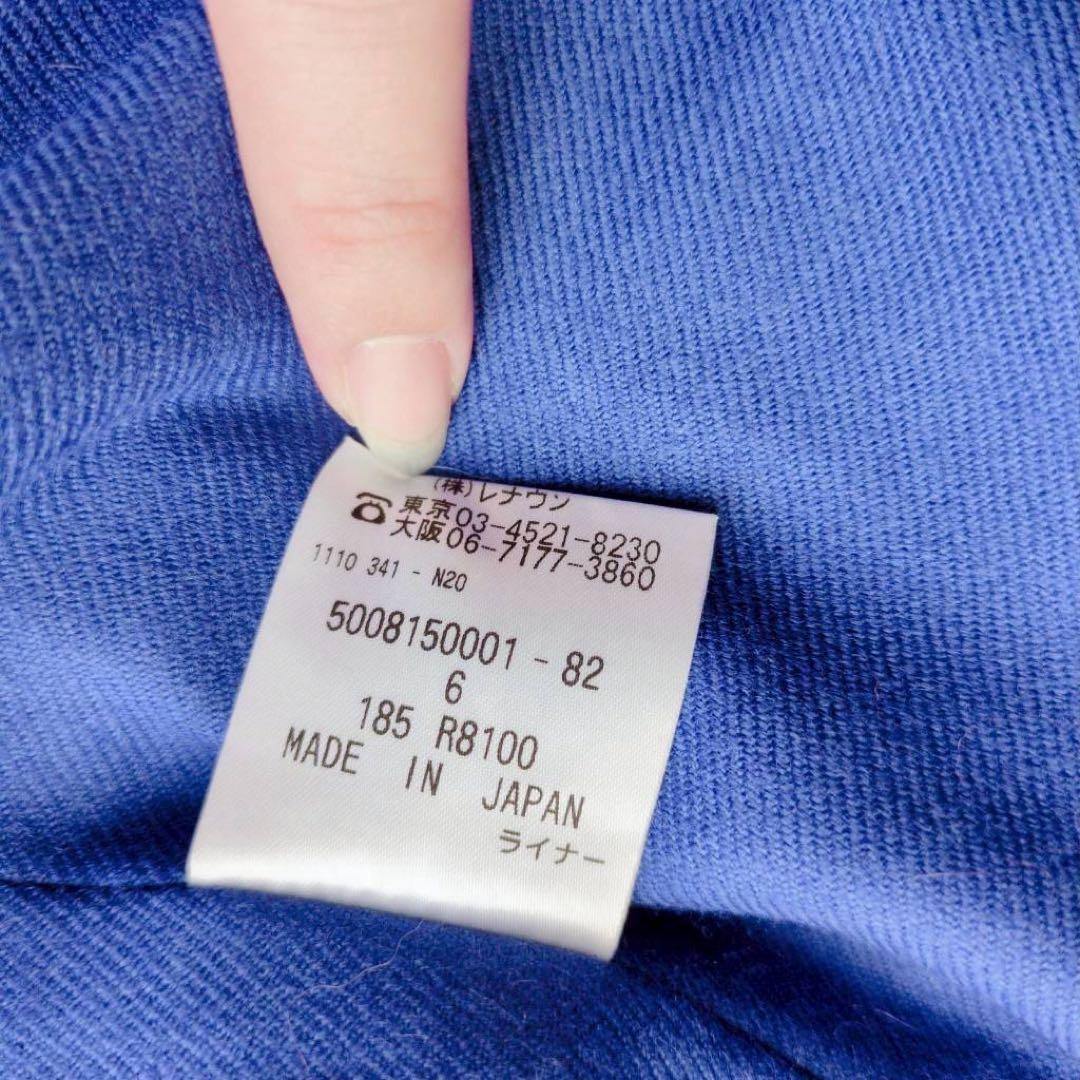 (株)レナウン
☎東京03-4521-8230
大阪06-7177-3860
1110 341 - N20
5008150001 - 82
6
185 R8100
MADE IN JAPAN
ライナー